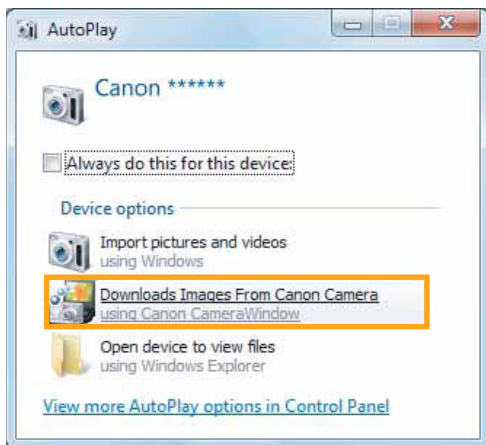 AutoPlay
Canon ******
Always do this for this device:
Device options
Import pictures and videos
using Windows
Downloads Images From Canon Camera
using Canon CameraWindow
Open device to view files
using Windows Explorer
View more AutoPlay options in Control Panel